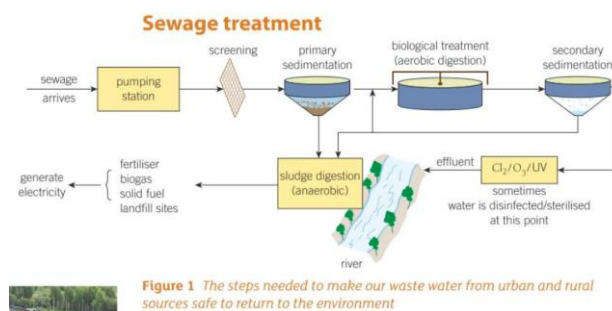 Sewage treatment
screening
primary
sedimentation
biological treatment
(aerobic digestion)
secondary
sedimentation
sewage
arrives
pumping
station
generate
electricity
fertiliser
biogas
solid fuel
landfill sites
sludge digestion
(anaerobic)
effluent
Cl₂/O₃/UV
sometimes
water is disinfected/sterilised
at this point
river
Figure 1 The steps needed to make our waste water from urban and rural
sources safe to return to the environment